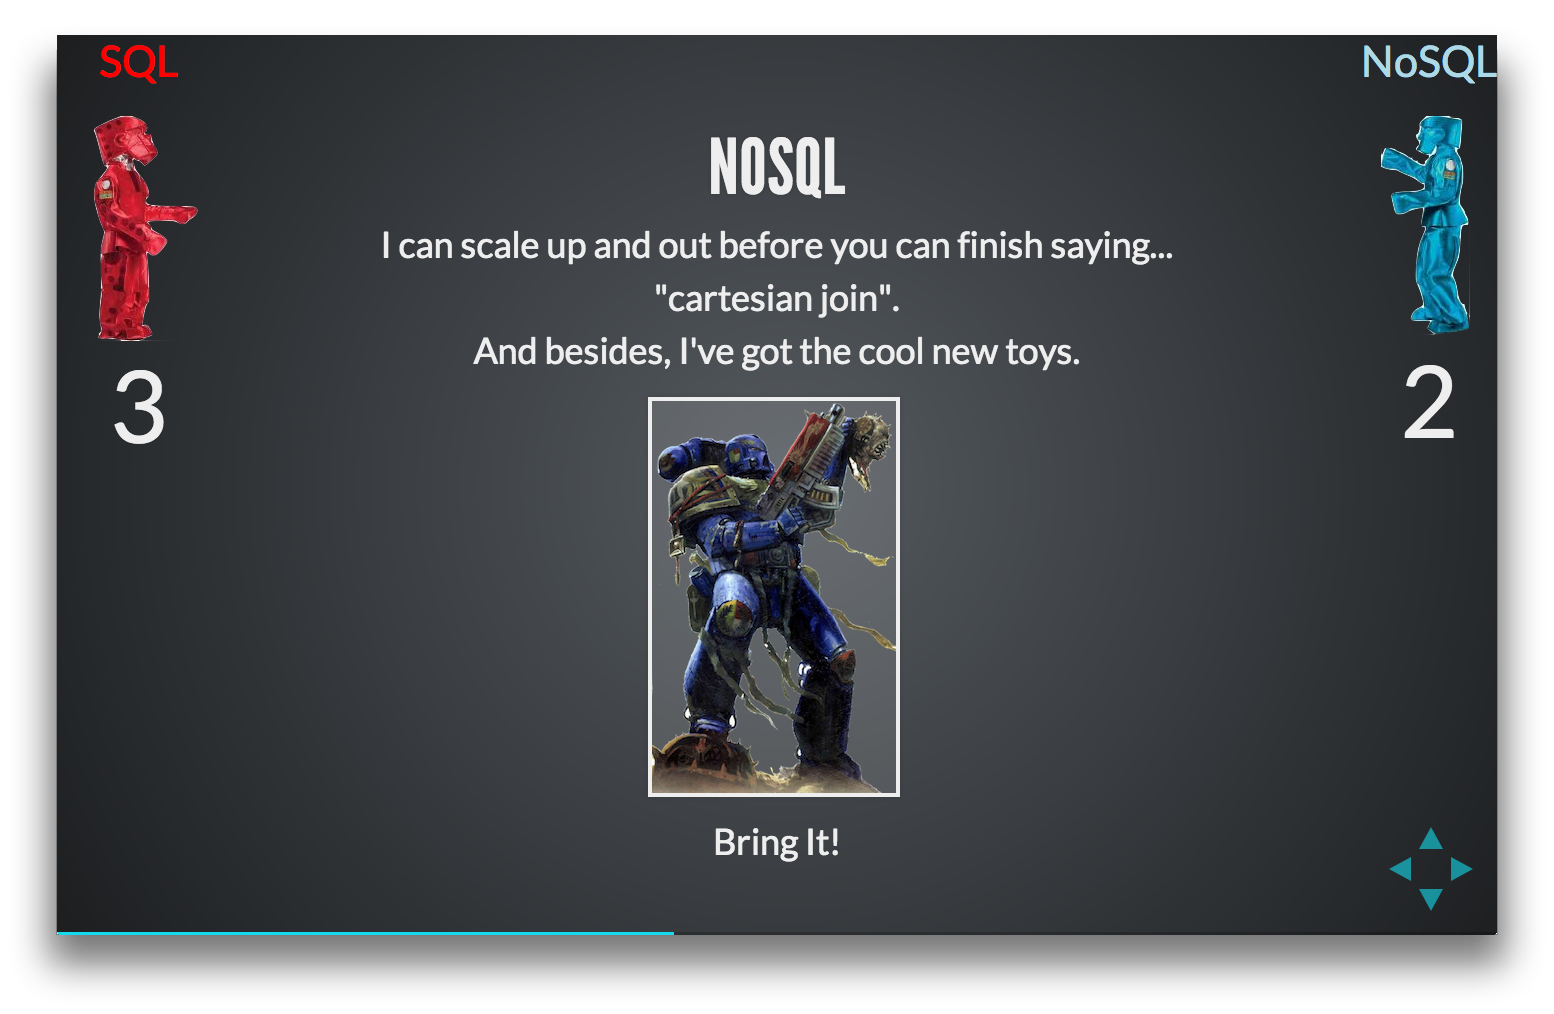 SQL
NoSQL
NOSQL
I can scale up and out before you can finish saying...
"cartesian join".
And besides, I've got the cool new toys.
3
2
Bring It!